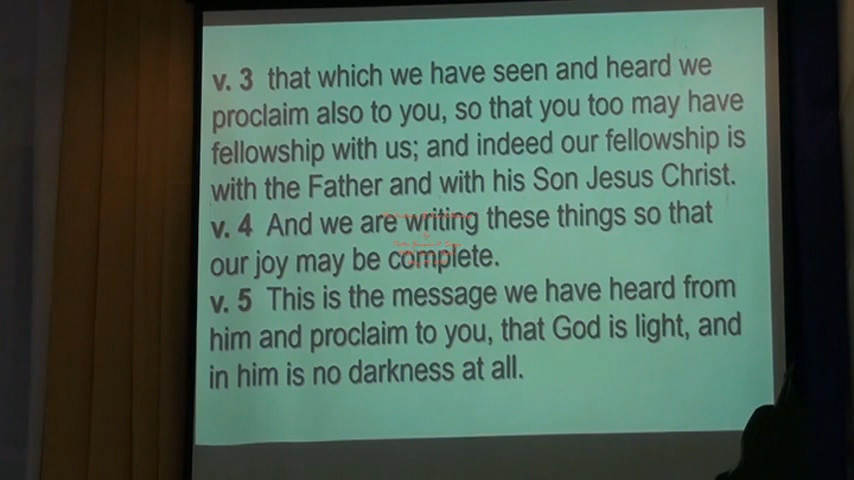 v. 3 that which we have seen and heard we
proclaim also to you, so that you too may have
fellowship with us; and indeed our fellowship is
with the Father and with his Son Jesus Christ.
v. 4 And we are writing these things so that
our joy may be complete.
v. 5 This is the message we have heard from
him and proclaim to you, that God is light, and
in him is no darkness at all.